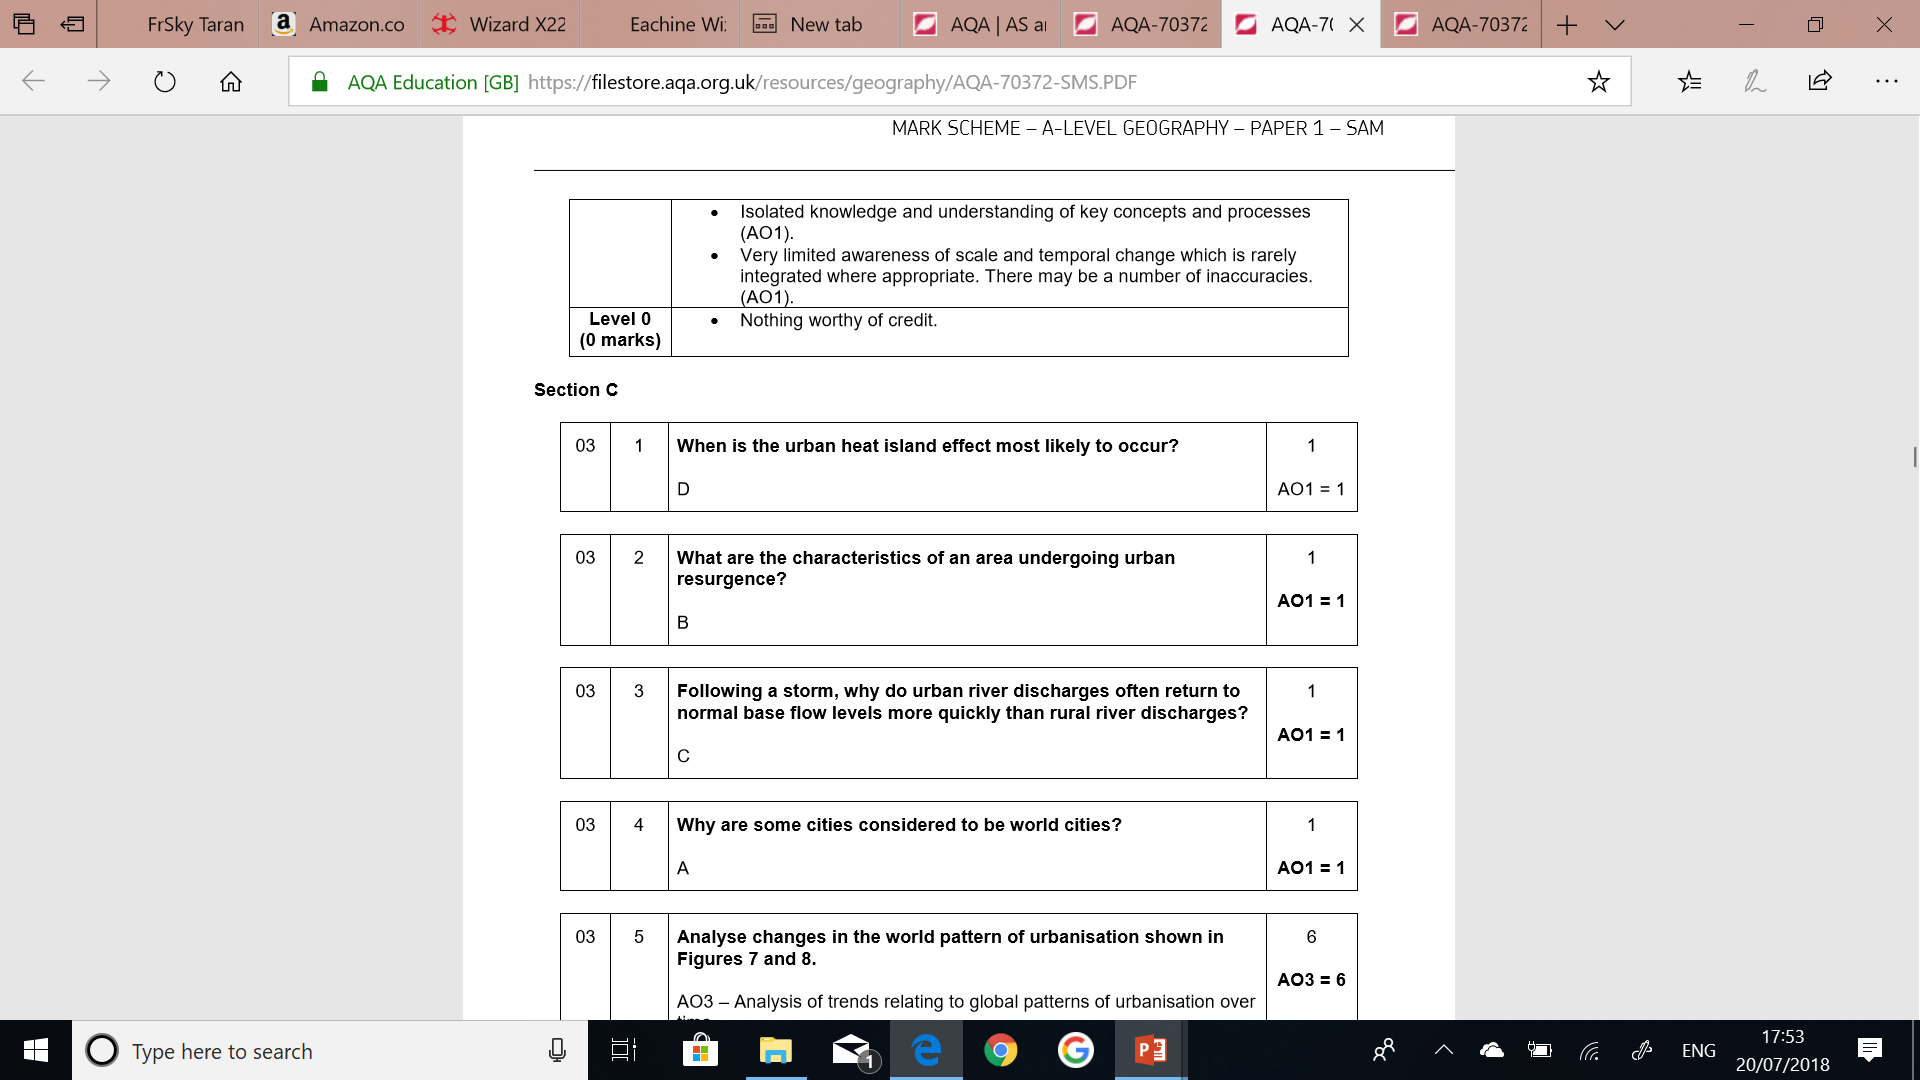 FrSky Taran
Amazon.co
Wizard X22
Eachine Wi
New tab
AQA | AS a
AQA-70372
AQA-7
AQA-70372
AQA Education [GB] https://filestore.aqa.org.uk/resources/geography/AQA-70372-SMS.PDF
MARK SCHEME – A-LEVEL GEOGRAPHY – PAPER 1 – SAM
• Isolated knowledge and understanding of key concepts and processes
(AO1).
• Very limited awareness of scale and temporal change which is rarely
integrated where appropriate. There may be a number of inaccuracies.
(AO1).
Level 0
(0 marks)
• Nothing worthy of credit.
Section C
03 1 When is the urban heat island effect most likely to occur? 1
D AO1 = 1
03 2 What are the characteristics of an area undergoing urban 1
resurgence?
AO1 = 1
B
03 3 Following a storm, why do urban river discharges often return to 1
normal base flow levels more quickly than rural river discharges?
AO1 = 1
C
03 4 Why are some cities considered to be world cities? 1
A AO1 = 1
03 5 Analyse changes in the world pattern of urbanisation shown in 6
Figures 7 and 8.
AO3 = 6
AO3 – Analysis of trends relating to global patterns of urbanisation over
Type here to search
1
ENG
17:53
20/07/2018